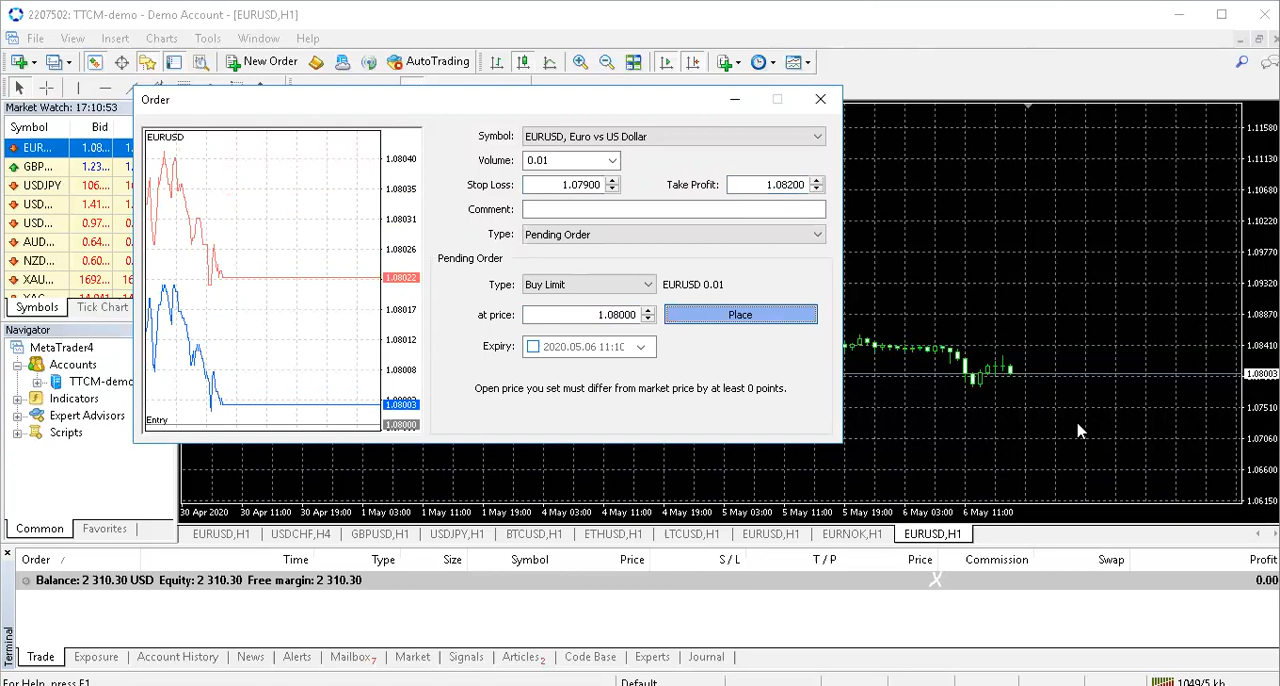 2207502: TTCM-demo - Demo Account - [EURUSD,H1]
File View Insert Charts Tools Window Help
New Order AutoTrading
Market Watch: 17:10:53
Symbol Bid
EUR... 1.08... 1.
GBP... 1.23...
USDJPY 106....
USD... 1.41...
USD... 0.97...
AUD... 0.64...
NZD... 0.60...
XAU... 1692...
Symbols Tick Chart
Navigator
MetaTrader4
Accounts
TTCM-demo
Indicators
Expert Advisors
Scripts
Common Favorites
Order
EURUSD
1.08040
1.08035
1.08031
1.08026
1.08022
1.08017
1.08012
1.08008
1.08003
Entry 1.08000
Symbol: EURUSD, Euro vs US Dollar
Volume: 0.01
Stop Loss: 1.07900 Take Profit: 1.08200
Comment:
Type: Pending Order
Pending Order
Type: Buy Limit EURUSD 0.01
at price: 1.08000 Place
Expiry: 2020.05.06 11:10
Open price you set must differ from market price by at least 0 points.
1.11580
1.11130
1.10680
1.10220
1.09770
1.09320
1.08870
1.08410
1.08003
1.07510
1.07060
1.06600
1.06150
30 Apr 2020 30 Apr 11:00 30 Apr 19:00 1 May 03:00 1 May 11:00 1 May 19:00 4 May 03:00 4 May 11:00 4 May 19:00 5 May 03:00 5 May 11:00 5 May 19:00 6 May 03:00 6 May 11:00
EURUSD,H1 USDCHF,H4 GBPUSD,H1 USDJPY,H1 BTCUSD,H1 ETHUSD,H1 LTCUSD,H1 EURUSD,H1 EURNOK,H1 EURUSD,H1
Order / Time Type Size Symbol Price S / L T / P Price Commission Swap Profit
Balance: 2 310.30 USD Equity: 2 310.30 Free margin: 2 310.30 0.00
Terminal
Trade Exposure Account History News Alerts Mailbox 7 Market Signals Articles 2 Code Base Experts Journal
For Help, press F1 Default 1049/5 kb